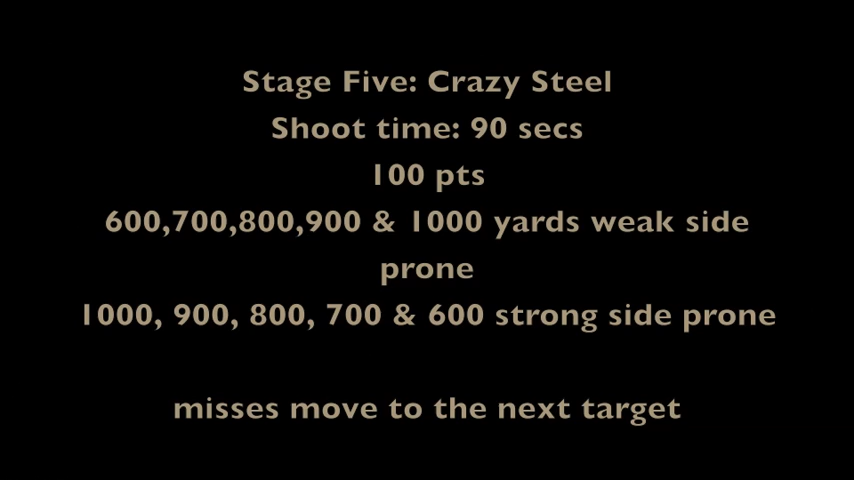 Stage Five: Crazy Steel
Shoot time: 90 secs
100 pts
600,700,800,900 & 1000 yards weak side
prone
1000, 900, 800, 700 & 600 strong side prone
misses move to the next target